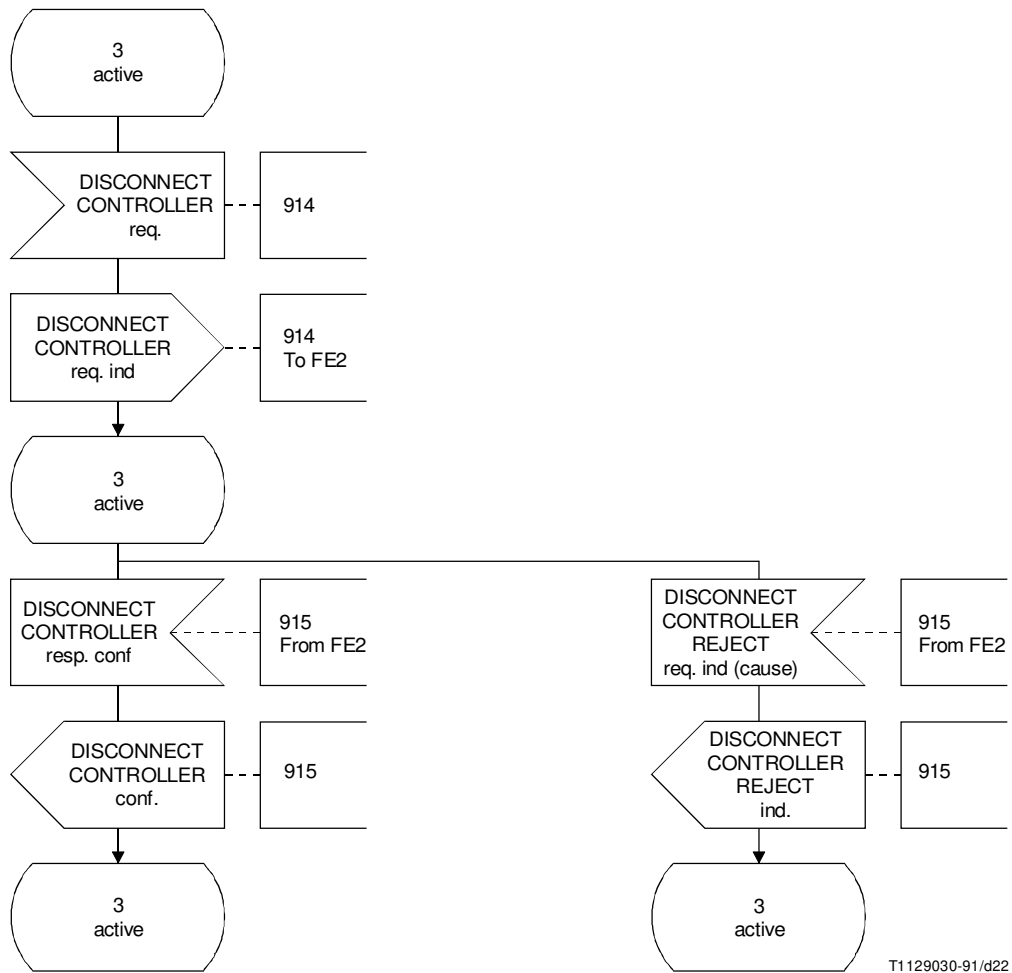 3
active
DISCONNECT
CONTROLLER
req.
914
DISCONNECT
CONTROLLER
req. ind
914
To FE2
3
active
DISCONNECT
CONTROLLER
resp. conf
915
From FE2
DISCONNECT
CONTROLLER
REJECT
req. ind (cause)
915
From FE2
DISCONNECT
CONTROLLER
conf.
915
DISCONNECT
CONTROLLER
REJECT
ind.
915
3
active
3
active
T1129030-91/d22